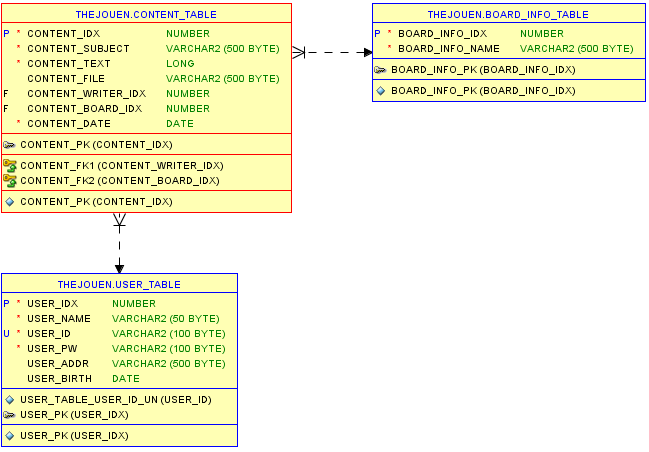 THEJOUEN.CONTENT_TABLE
P * CONTENT_IDX NUMBER
* CONTENT_SUBJECT VARCHAR2 (500 BYTE)
* CONTENT_TEXT LONG
CONTENT_FILE VARCHAR2 (500 BYTE)
F CONTENT_WRITER_IDX NUMBER
F CONTENT_BOARD_IDX NUMBER
* CONTENT_DATE DATE
CONTENT_PK (CONTENT_IDX)
CONTENT_FK1 (CONTENT_WRITER_IDX)
CONTENT_FK2 (CONTENT_BOARD_IDX)
CONTENT_PK (CONTENT_IDX)
THEJOUEN.BOARD_INFO_TABLE
P * BOARD_INFO_IDX NUMBER
* BOARD_INFO_NAME VARCHAR2 (500 BYTE)
BOARD_INFO_PK (BOARD_INFO_IDX)
BOARD_INFO_PK (BOARD_INFO_IDX)
THEJOUEN.USER_TABLE
P * USER_IDX NUMBER
* USER_NAME VARCHAR2 (50 BYTE)
U * USER_ID VARCHAR2 (100 BYTE)
* USER_PW VARCHAR2 (100 BYTE)
USER_ADDR VARCHAR2 (500 BYTE)
USER_BIRTH DATE
USER_TABLE_USER_ID_UN (USER_ID)
USER_PK (USER_IDX)
USER_PK (USER_IDX)